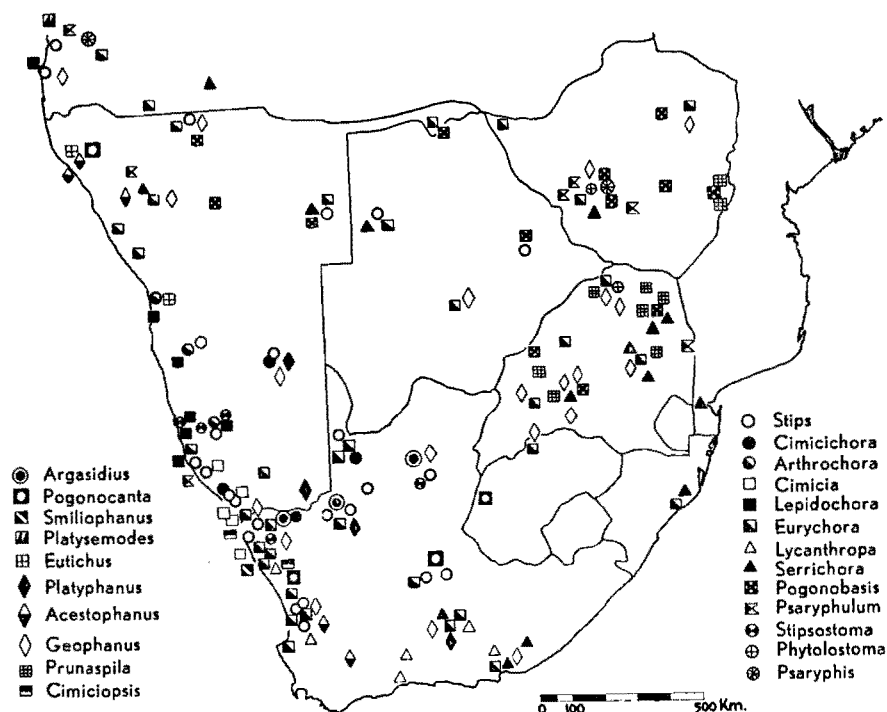 Argasidius
Pogonocanta
Smiliophanus
Platysemodes
Eutichus
Platyphanus
Acestophanus
Geophanus
Prunaspila
Cimiciopsis
Stips
Cimicichora
Arthrochora
Cimicia
Lepidochora
Eurychora
Lycanthropa
Serrichora
Pogonobasis
Psaryphulum
Stipsostoma
Phytolostoma
Psaryphis
0 100 500 Km.